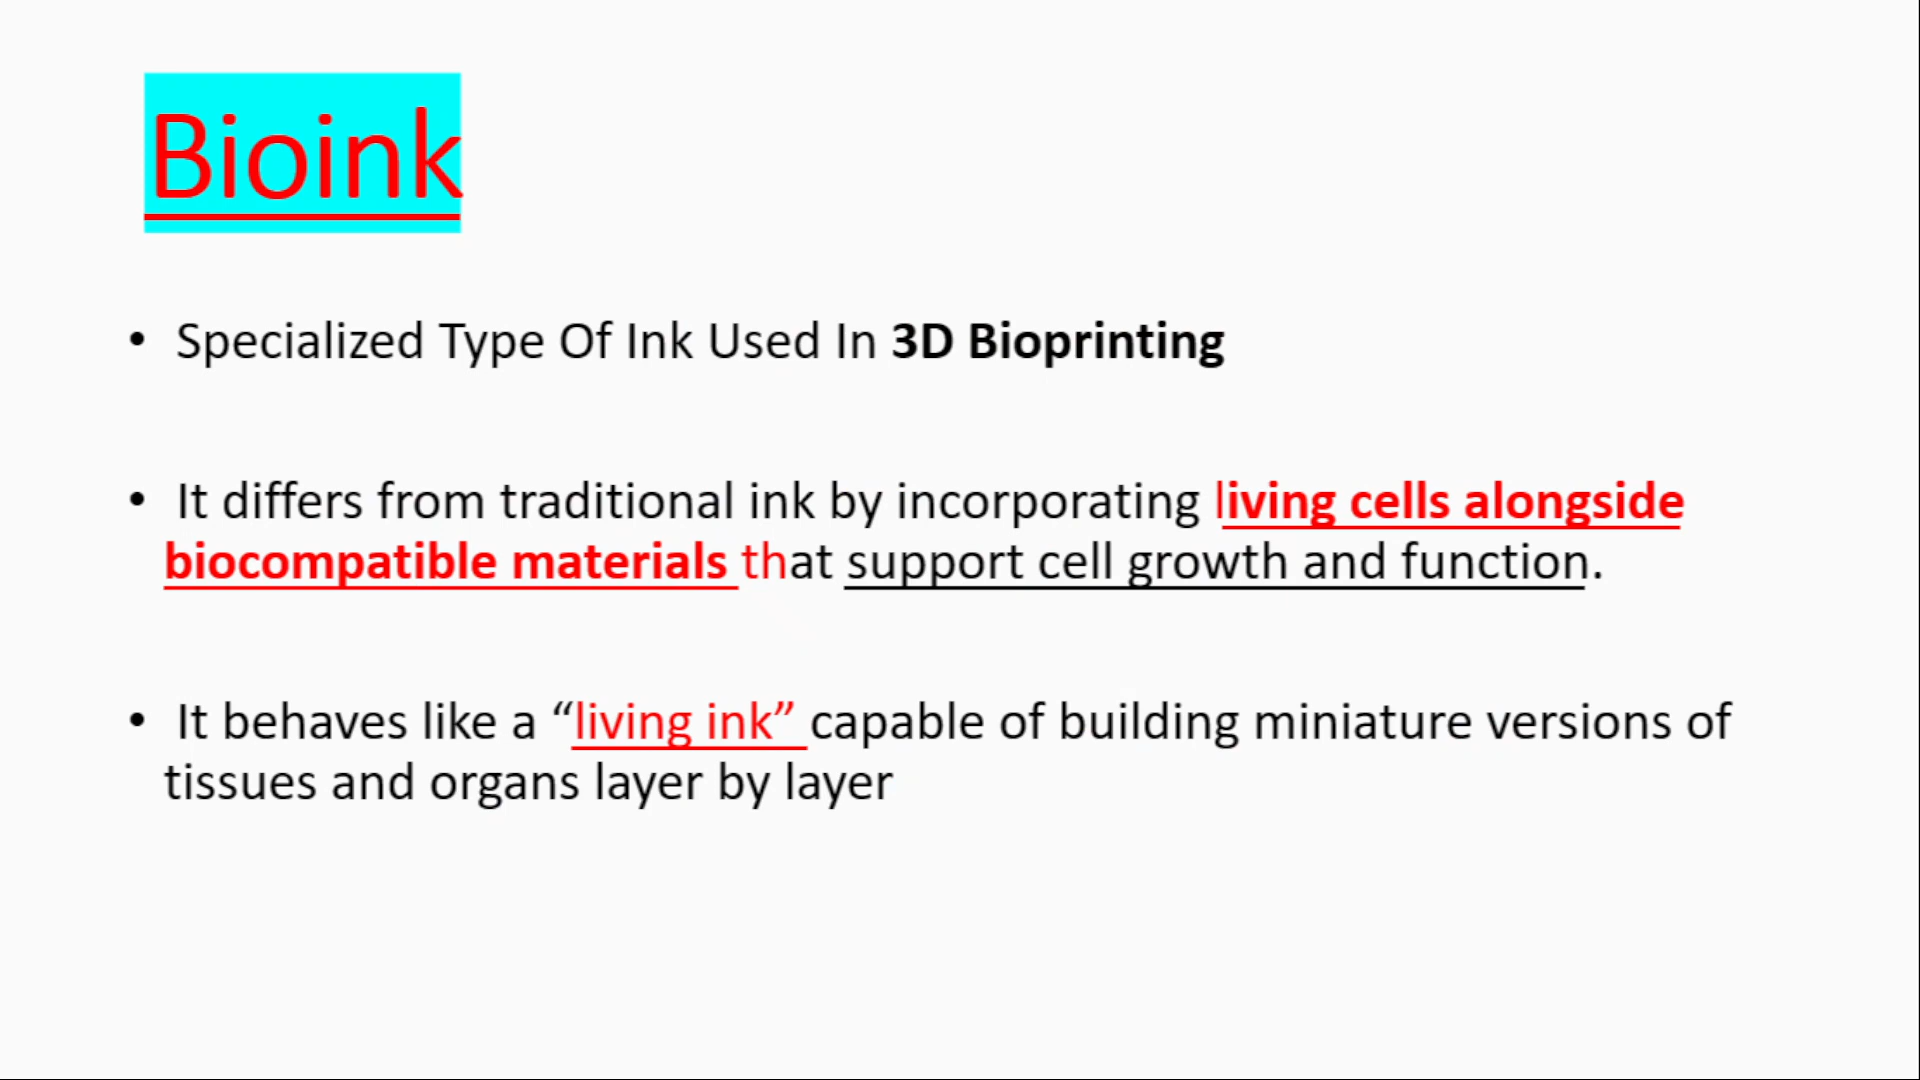 Bioink
• Specialized Type Of Ink Used In 3D Bioprinting
• It differs from traditional ink by incorporating living cells alongside
biocompatible materials that support cell growth and function.
• It behaves like a “living ink” capable of building miniature versions of
tissues and organs layer by layer